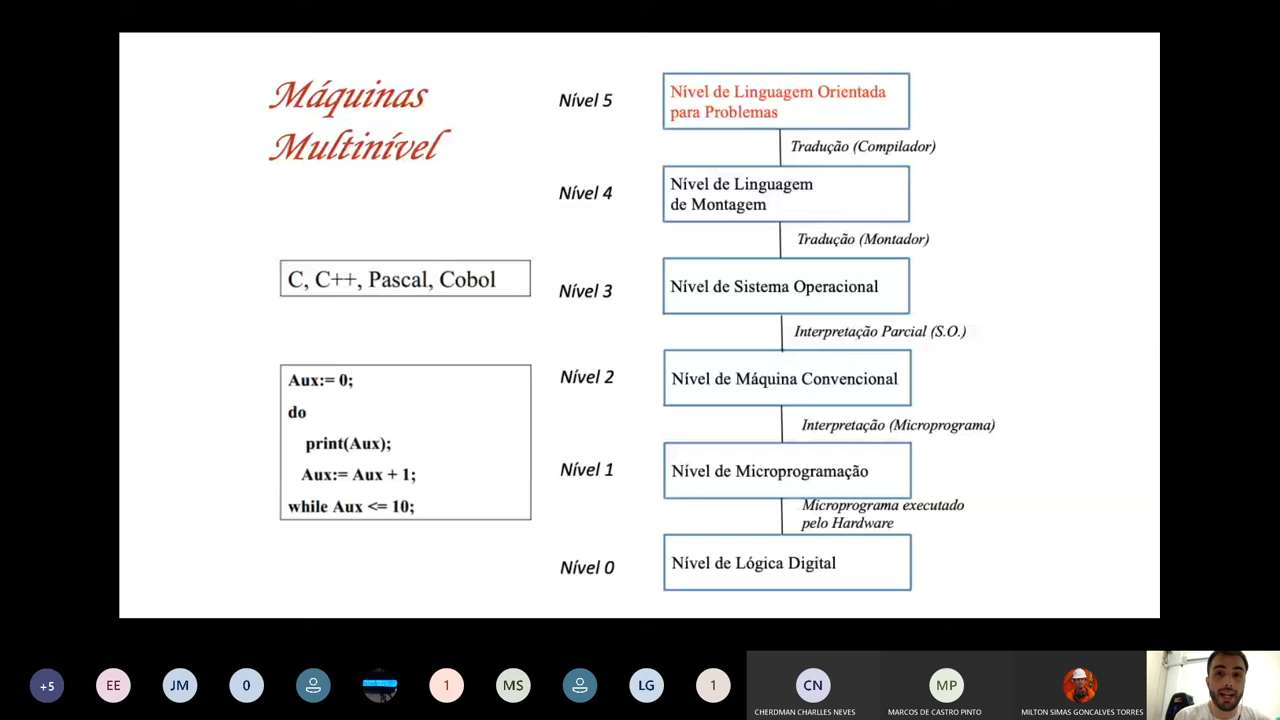 Máquinas
Multinível
Nível 5
Nível de Linguagem Orientada
para Problemas
Tradução (Compilador)
Nível 4
Nível de Linguagem
de Montagem
Tradução (Montador)
C, C++, Pascal, Cobol
Nível 3
Nível de Sistema Operacional
Interpretação Parcial (S.O.)
Aux:= 0;
do
print(Aux);
Aux:= Aux + 1;
while Aux <= 10;
Nível 2
Nível de Máquina Convencional
Interpretação (Microprograma)
Nível 1
Nível de Microprogramação
Microprograma executado
pelo Hardware
Nível 0
Nível de Lógica Digital
+5
EE
JM
0
1
MS
LG
1
CN
CHERDMAN CHARLLES NEVES
MP
MARCOS DE CASTRO PINTO
MILTON SIMAS GONCALVES TORRES